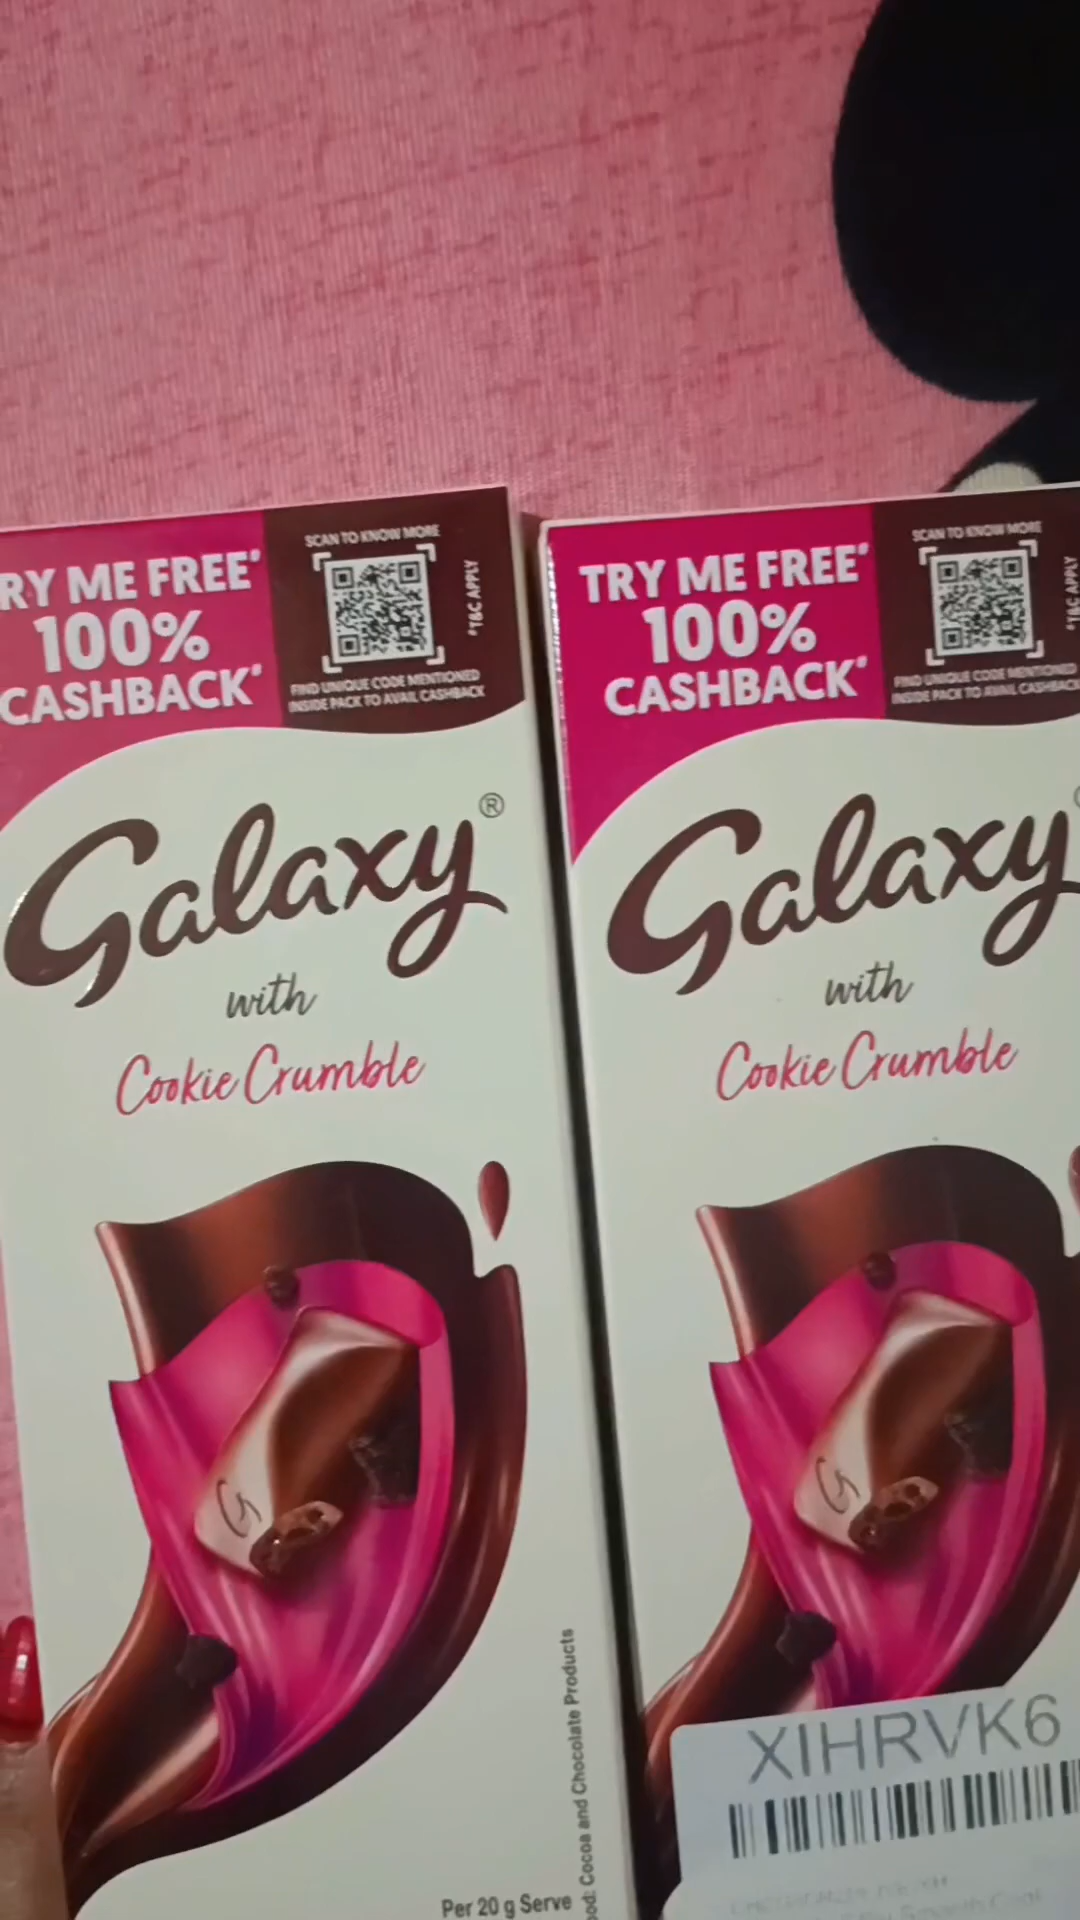 RY ME FREE*
100%
CASHBACK*
SCAN TO KNOW MORE
*T&C APPLY
FIND UNIQUE CODE MENTIONED
INSIDE PACK TO AVAIL CASHBACK
Galaxy®
with
Cookie Crumble
G
Per 20 g Serve
ood: Cocoa and Chocolate Products
TRY ME FREE*
100%
CASHBACK*
SCAN TO KNOW MORE
*T&C APPLY
FIND UNIQUE CODE MENTIONED
INSIDE PACK TO AVAIL CASHBACK
Galaxy
with
Cookie Crumble
G
XIHRVK6